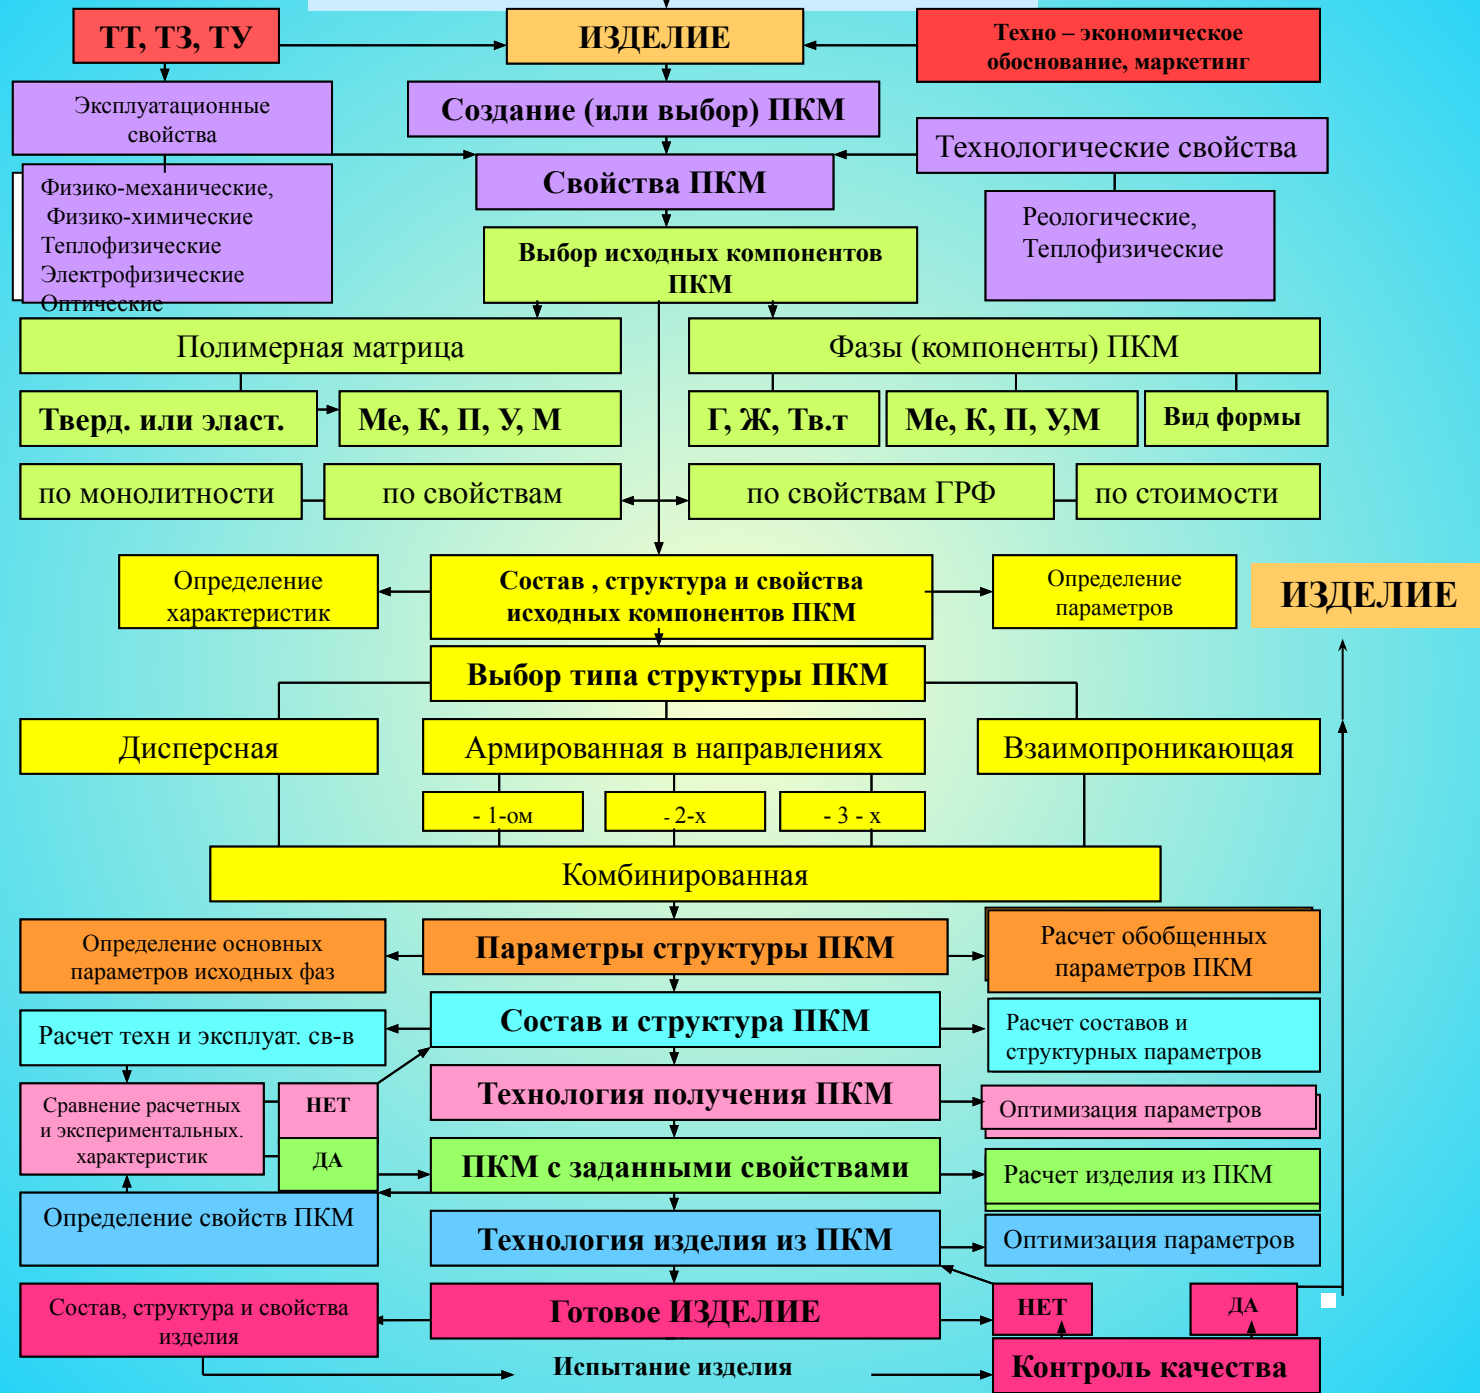 ТТ, ТЗ, ТУ
ИЗДЕЛИЕ
Техно – экономическое
обоснование, маркетинг
Эксплуатационные
свойства
Создание (или выбор) ПКМ
Технологические свойства
Свойства ПКМ
Физико-механические,
Физико-химические
Теплофизические
Электрофизические
Оптические
Реологические,
Теплофизические
Выбор исходных компонентов
ПКМ
Полимерная матрица
Фазы (компоненты) ПКМ
Тверд. или эласт.
Ме, К, П, У, М
Г, Ж, Тв.т
Ме, К, П, У,М
Вид формы
по монолитности
по свойствам
по свойствам ГРФ
по стоимости
Определение
характеристик
Состав , структура и свойства
исходных компонентов ПКМ
Определение
параметров
ИЗДЕЛИЕ
Выбор типа структуры ПКМ
Дисперсная
Армированная в направлениях
Взаимопроникающая
- 1-ом
- 2-х
- 3 - х
Комбинированная
Определение основных
параметров исходных фаз
Параметры структуры ПКМ
Расчет обобщенных
параметров ПКМ
Расчет техн и эксплуат. св-в
Состав и структура ПКМ
Расчет составов и
структурных параметров
Сравнение расчетных
и экспериментальных.
характеристик
НЕТ
ДА
Технология получения ПКМ
Оптимизация параметров
ПКМ с заданными свойствами
Расчет изделия из ПКМ
Определение свойств ПКМ
Технология изделия из ПКМ
Оптимизация параметров
Состав, структура и свойства
изделия
Готовое ИЗДЕЛИЕ
НЕТ
ДА
Испытание изделия
Контроль качества